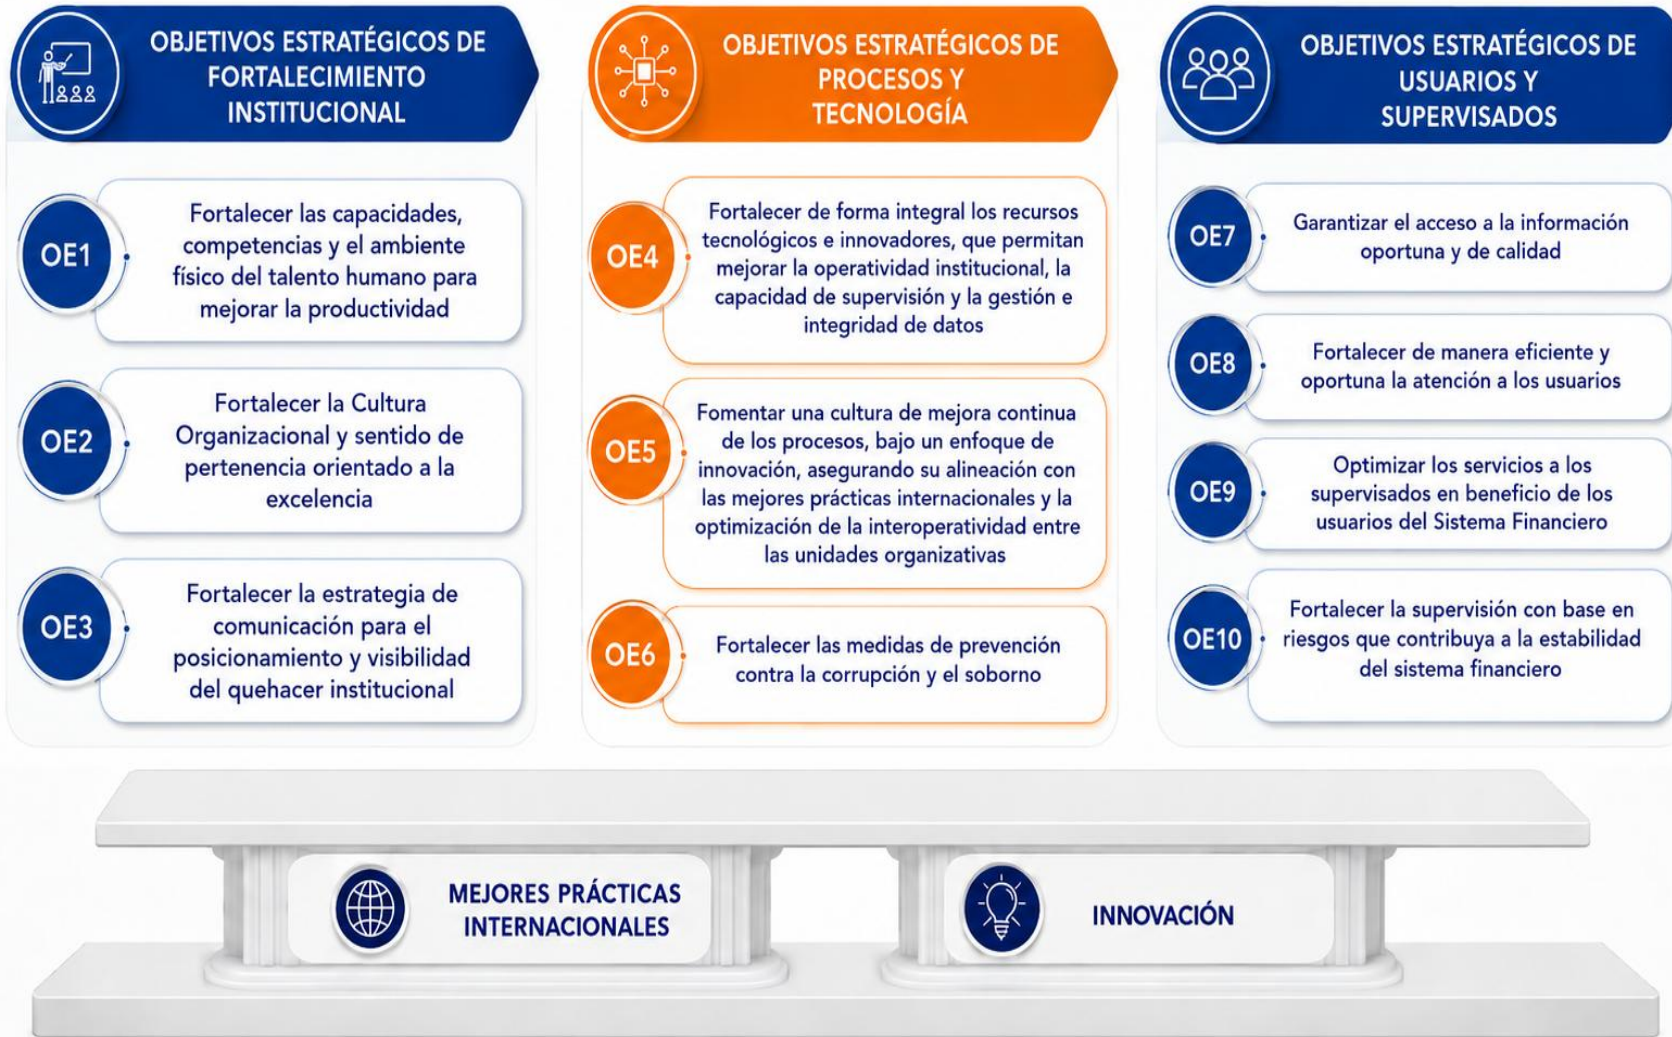 OBJETIVOS ESTRATÉGICOS DE
FORTALECIMIENTO
INSTITUCIONAL
OE1
Fortalecer las capacidades,
competencias y el ambiente
físico del talento humano para
mejorar la productividad
OE2
Fortalecer la Cultura
Organizacional y sentido de
pertenencia orientado a la
excelencia
OE3
Fortalecer la estrategia de
comunicación para el
posicionamiento y visibilidad
del quehacer institucional
OBJETIVOS ESTRATÉGICOS DE
PROCESOS Y
TECNOLOGÍA
OE4
Fortalecer de forma integral los recursos
tecnológicos e innovadores, que permitan
mejorar la operatividad institucional, la
capacidad de supervisión y la gestión e
integridad de datos
OE5
Fomentar una cultura de mejora continua
de los procesos, bajo un enfoque de
innovación, asegurando su alineación con
las mejores prácticas internacionales y la
optimización de la interoperatividad entre
las unidades organizativas
OE6
Fortalecer las medidas de prevención
contra la corrupción y el soborno
OBJETIVOS ESTRATÉGICOS DE
USUARIOS Y
SUPERVISADOS
OE7
Garantizar el acceso a la información
oportuna y de calidad
OE8
Fortalecer de manera eficiente y
oportuna la atención a los usuarios
OE9
Optimizar los servicios a los
supervisados en beneficio de los
usuarios del Sistema Financiero
OE10
Fortalecer la supervisión con base en
riesgos que contribuya a la estabilidad
del sistema financiero
MEJORES PRÁCTICAS
INTERNACIONALES
INNOVACIÓN